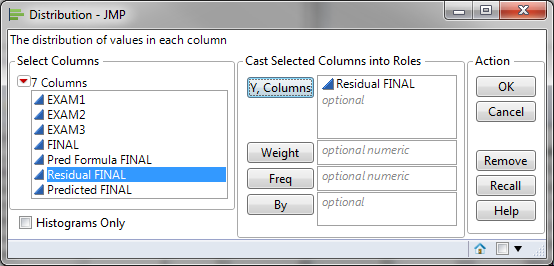 Distribution - JMP
The distribution of values in each column
Select Columns
7 Columns
EXAM1
EXAM2
EXAM3
FINAL
Pred Formula FINAL
Residual FINAL
Predicted FINAL
Histograms Only
Cast Selected Columns into Roles
Y, Columns
Residual FINAL
optional
Weight
optional numeric
Freq
optional numeric
By
optional
Action
OK
Cancel
Remove
Recall
Help